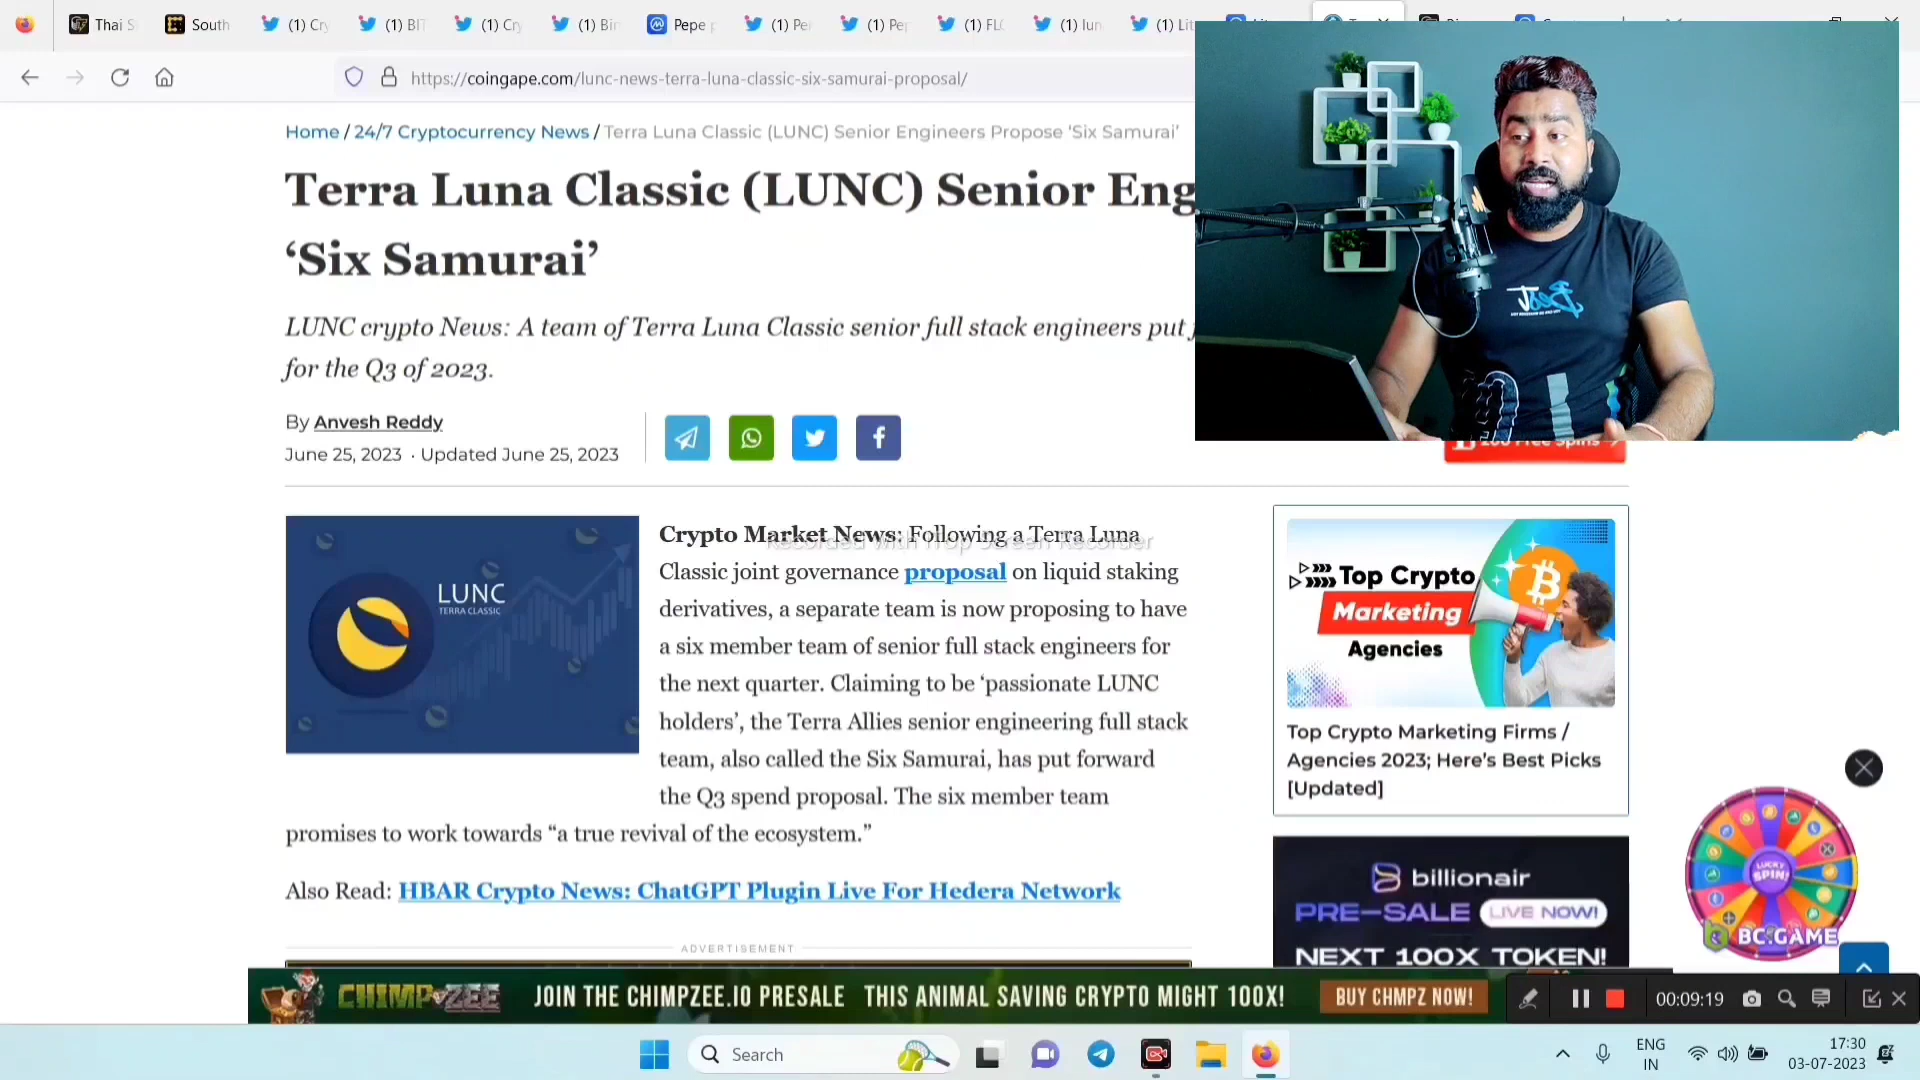 Thai S
South
(1) Cry
(1) BIT
(1) Cry
(1) Bin
Pepe p
(1) Pe
(1) Pe
(1) FL
(1) lun
(1) Lit
https://coingape.com/lunc-news-terra-luna-classic-six-samurai-proposal/
Home / 24/7 Cryptocurrency News / Terra Luna Classic (LUNC) Senior Engineers Propose ‘Six Samurai’
Terra Luna Classic (LUNC) Senior Eng
‘Six Samurai’
LUNC crypto News: A team of Terra Luna Classic senior full stack engineers put
for the Q3 of 2023.
By Anvesh Reddy
June 25, 2023 · Updated June 25, 2023
200 Free Spins
LUNC
TERRA CLASSIC
Crypto Market News: Following a Terra Luna
Recorded with iTop Screen Recorder
Classic joint governance proposal on liquid staking
derivatives, a separate team is now proposing to have
a six member team of senior full stack engineers for
the next quarter. Claiming to be ‘passionate LUNC
holders’, the Terra Allies senior engineering full stack
team, also called the Six Samurai, has put forward
the Q3 spend proposal. The six member team
promises to work towards “a true revival of the ecosystem.”
Also Read: HBAR Crypto News: ChatGPT Plugin Live For Hedera Network
ADVERTISEMENT
Top Crypto
Marketing
Agencies
Top Crypto Marketing Firms /
Agencies 2023; Here’s Best Picks
[Updated]
billionair
PRE-SALE LIVE NOW!
NEXT 100X TOKEN!
LUCKY
SPIN!
BC.GAME
CHIMPZEE
JOIN THE CHIMPZEE.IO PRESALE THIS ANIMAL SAVING CRYPTO MIGHT 100X!
BUY CHMPZ NOW!
00:09:19
Search
ENG
IN
17:30
03-07-2023